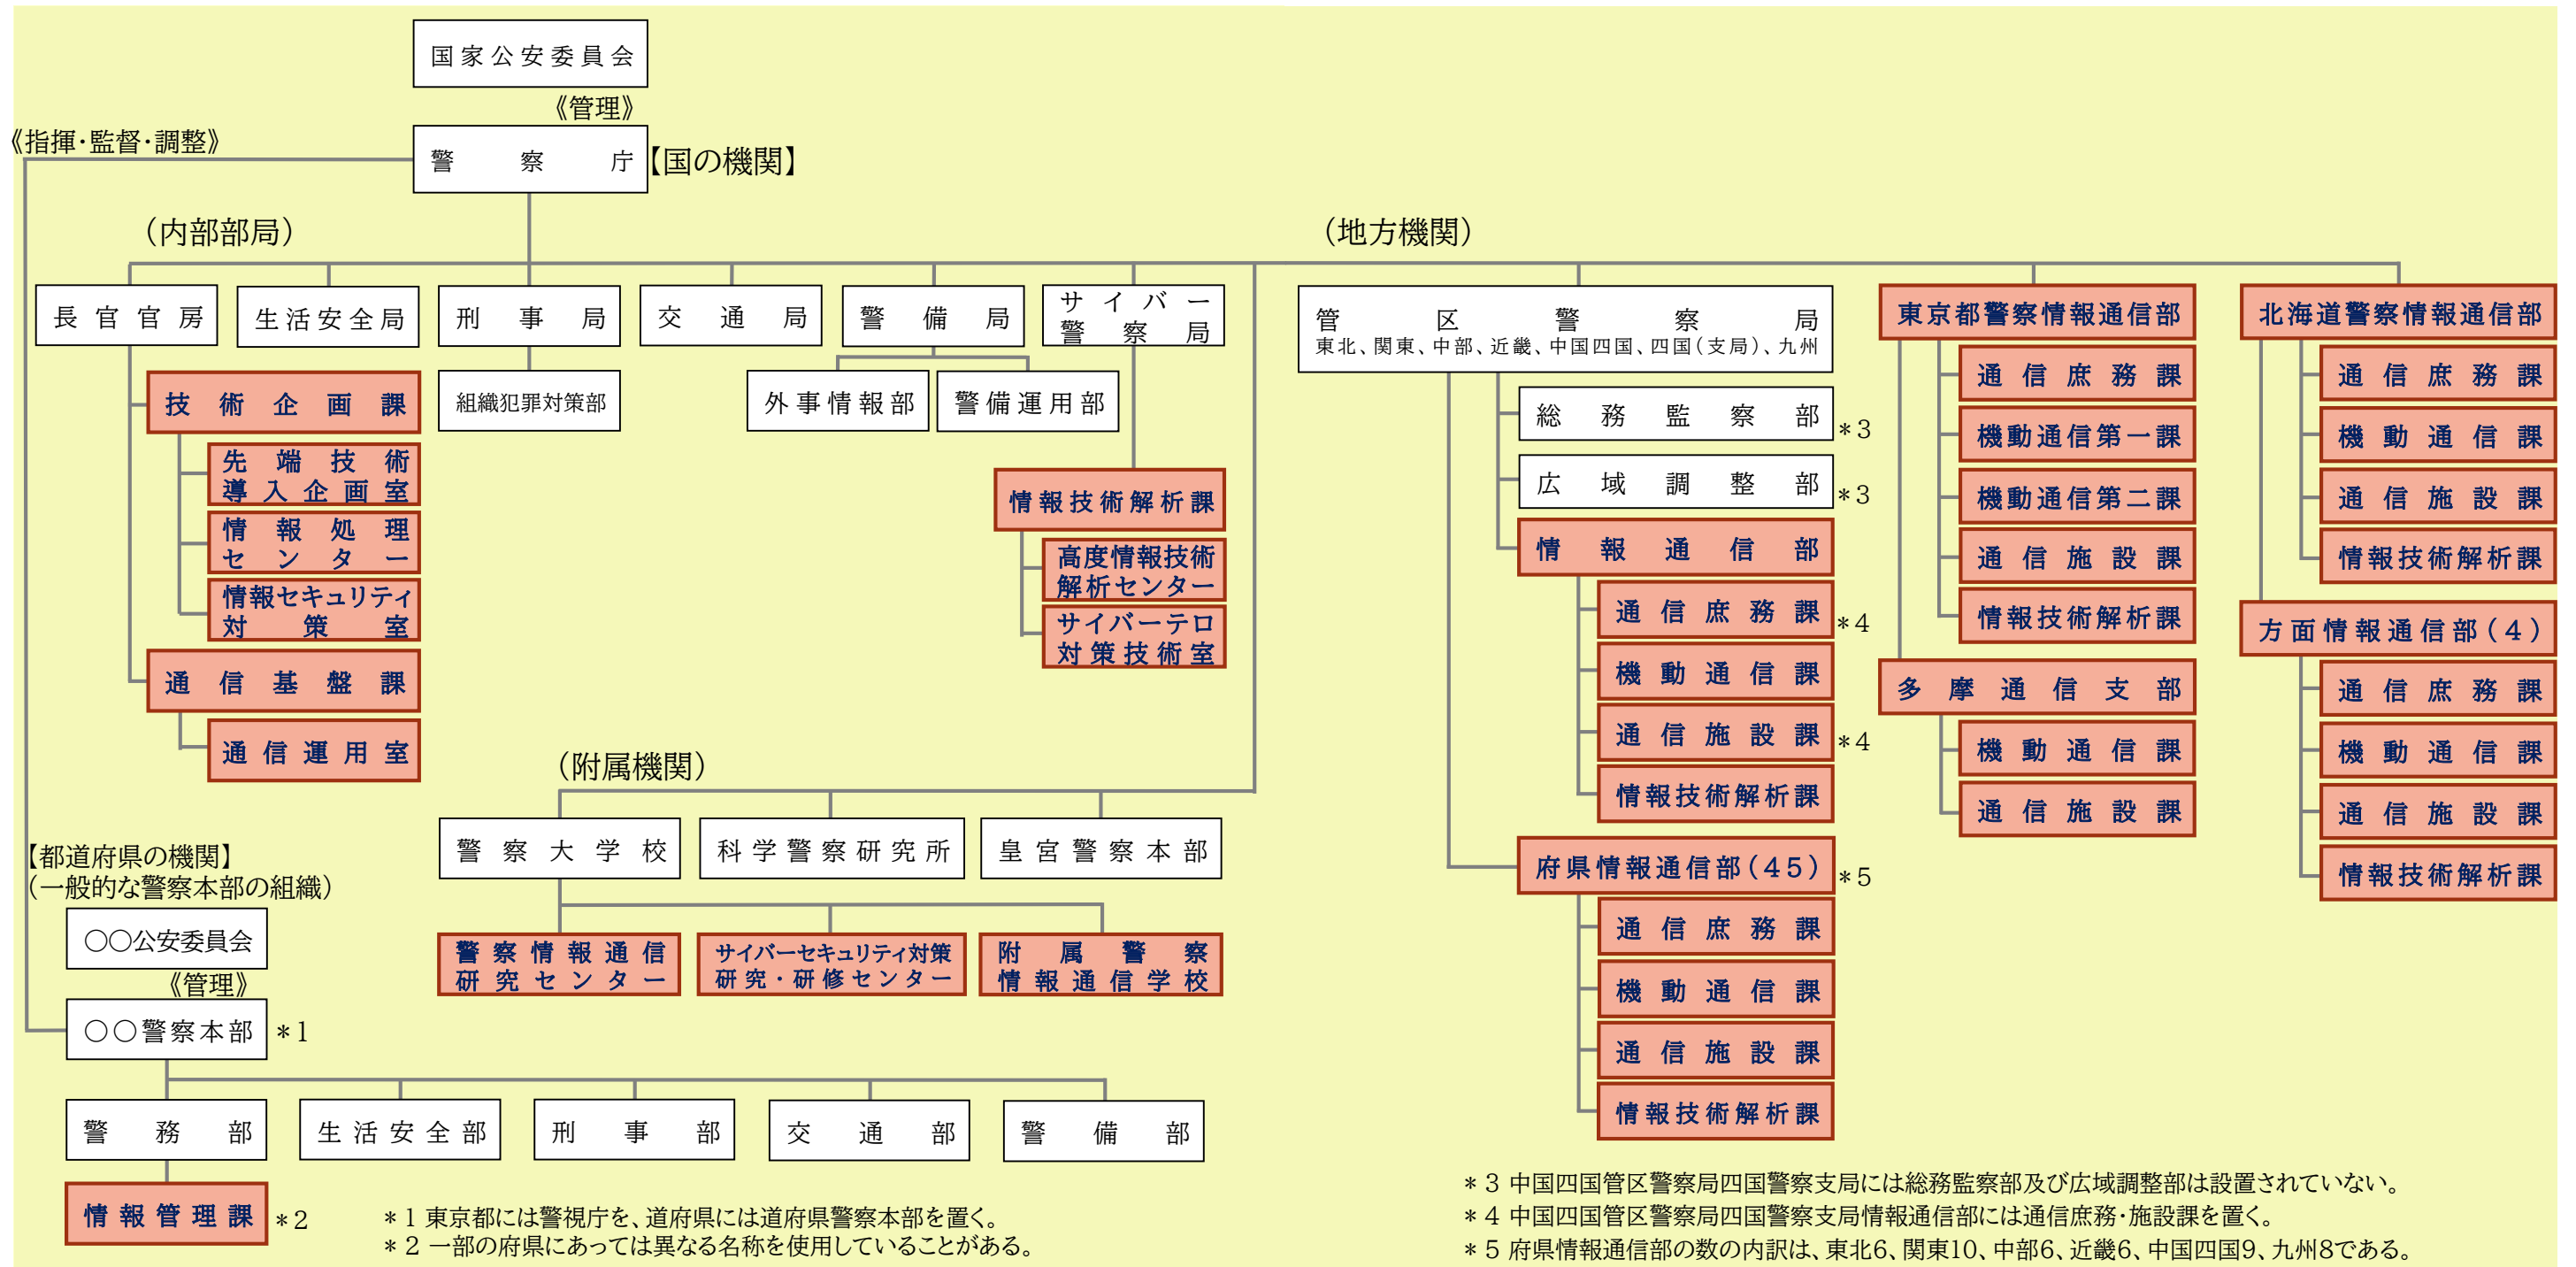 国家公安委員会
《管理》
《指揮・監督・調整》
警察庁【国の機関】
（内部部局）
長官官房
生活安全局
刑事局
交通局
警備局
サイバー
警察局
組織犯罪対策部
外事情報部
警備運用部
技術企画課
先端技術
導入企画室
情報処理
センター
情報セキュリティ
対策室
通信基盤課
通信運用室
情報技術解析課
高度情報技術
解析センター
サイバーテロ
対策技術室
（附属機関）
警察大学校
科学警察研究所
皇宮警察本部
警察情報通信
研究センター
サイバーセキュリティ対策
研究・研修センター
附属警察
情報通信学校
（地方機関）
管区警察局
東北、関東、中部、近畿、中国四国、四国（支局）、九州
総務監察部 ＊3
広域調整部 ＊3
情報通信部
通信庶務課 ＊4
機動通信課
通信施設課 ＊4
情報技術解析課
府県情報通信部（45） ＊5
通信庶務課
機動通信課
通信施設課
情報技術解析課
東京都警察情報通信部
通信庶務課
機動通信第一課
機動通信第二課
通信施設課
情報技術解析課
多摩通信支部
機動通信課
通信施設課
北海道警察情報通信部
通信庶務課
機動通信課
通信施設課
情報技術解析課
方面情報通信部（4）
通信庶務課
機動通信課
通信施設課
情報技術解析課
【都道府県の機関】
（一般的な警察本部の組織）
〇〇公安委員会
《管理》
〇〇警察本部 ＊1
警務部
生活安全部
刑事部
交通部
警備部
情報管理課 ＊2
＊1 東京都には警視庁を、道府県には道府県警察本部を置く。
＊2 一部の府県にあっては異なる名称を使用していることがある。
＊3 中国四国管区警察局四国警察支局には総務監察部及び広域調整部は設置されていない。
＊4 中国四国管区警察局四国警察支局情報通信部には通信庶務・施設課を置く。
＊5 府県情報通信部の数の内訳は、東北6、関東10、中部6、近畿6、中国四国9、九州8である。